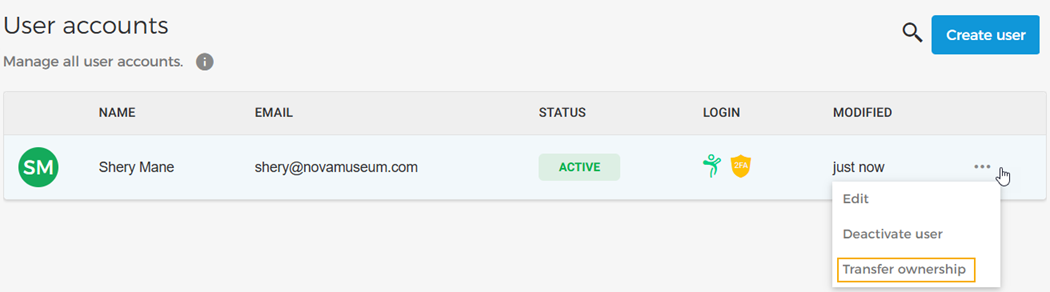 User accounts
Create user
Manage all user accounts. i
NAME EMAIL STATUS LOGIN MODIFIED
SM Shery Mane shery@novamuseum.com ACTIVE 2FA just now
Edit
Deactivate user
Transfer ownership